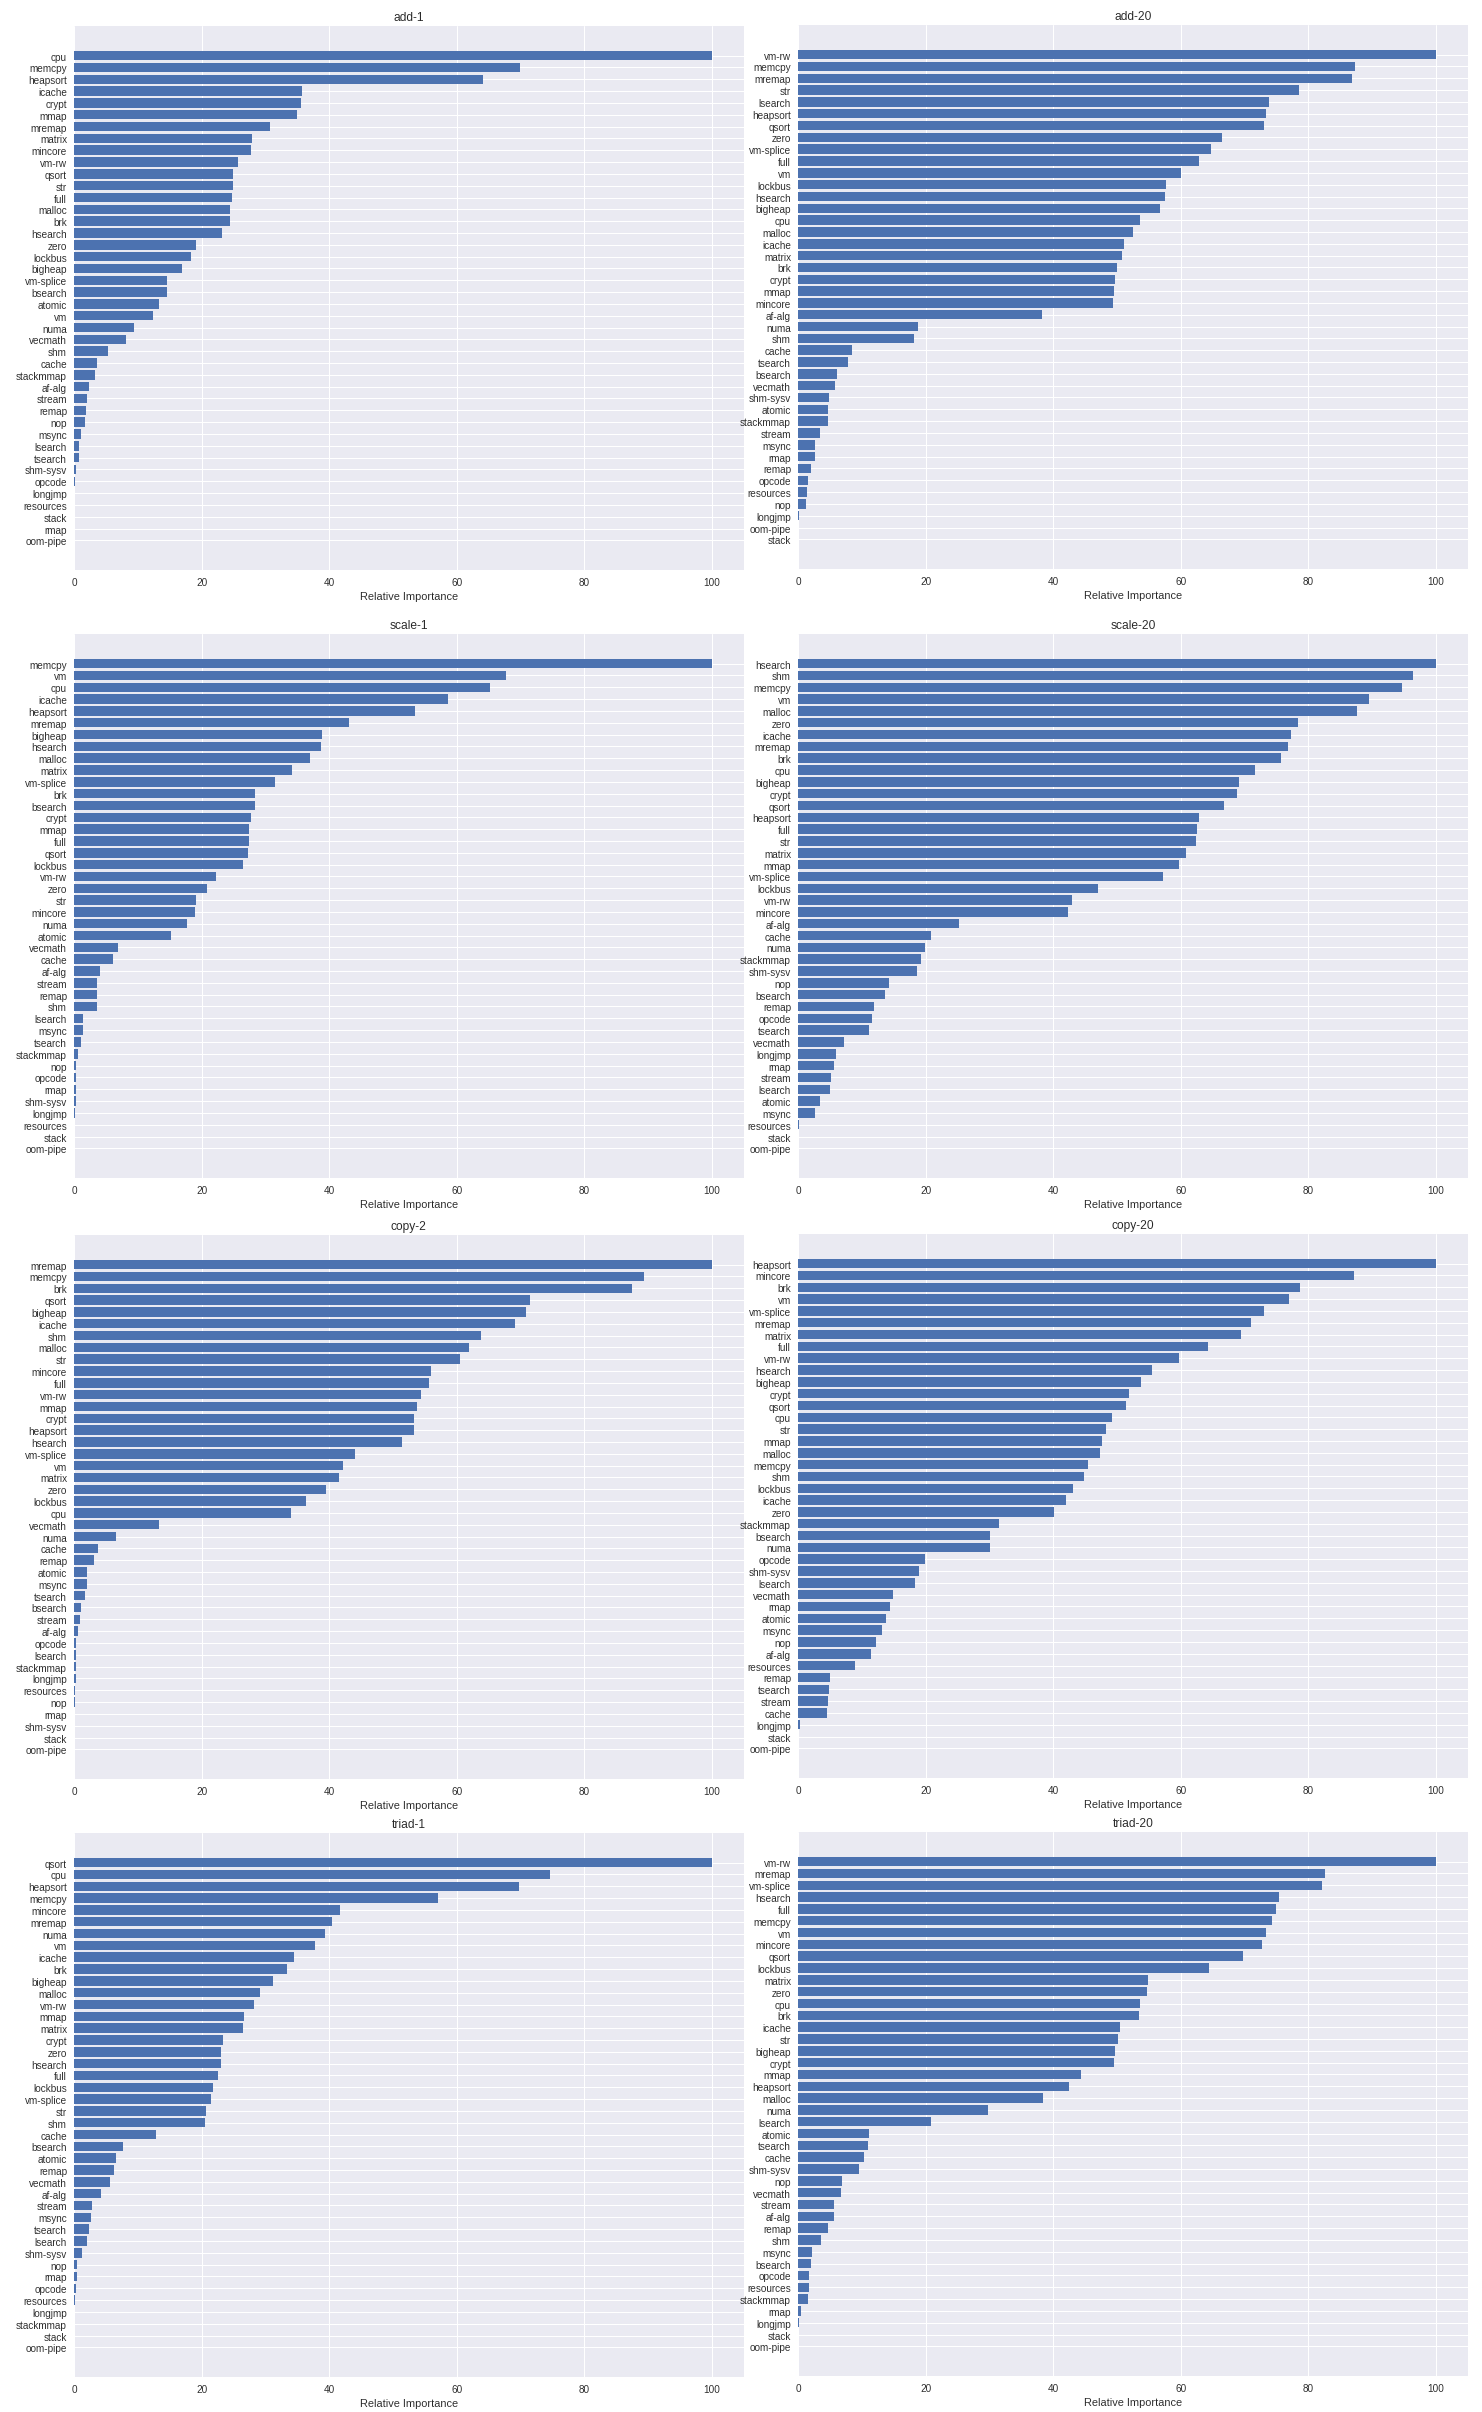 add-1
cpu
memcpy
heapsort
icache
crypt
mmap
mremap
matrix
mincore
vm-rw
qsort
str
full
malloc
brk
hsearch
zero
lockbus
bigheap
vm-splice
bsearch
atomic
vm
numa
vecmath
shm
cache
stackmmap
af-alg
stream
remap
nop
msync
lsearch
tsearch
shm-sysv
opcode
longjmp
resources
stack
rmap
oom-pipe
0 20 40 60 80 100
Relative Importance
add-20
vm-rw
memcpy
mremap
str
lsearch
heapsort
qsort
zero
vm-splice
full
vm
lockbus
hsearch
bigheap
cpu
malloc
icache
matrix
brk
crypt
mmap
mincore
af-alg
numa
shm
cache
tsearch
bsearch
vecmath
shm-sysv
atomic
stackmmap
stream
msync
rmap
remap
opcode
resources
nop
longjmp
oom-pipe
stack
0 20 40 60 80 100
Relative Importance
scale-1
memcpy
vm
cpu
icache
heapsort
mremap
bigheap
hsearch
malloc
matrix
vm-splice
brk
bsearch
crypt
mmap
full
qsort
lockbus
vm-rw
zero
str
mincore
numa
atomic
vecmath
cache
af-alg
stream
remap
shm
lsearch
msync
tsearch
stackmmap
nop
opcode
rmap
shm-sysv
longjmp
resources
stack
oom-pipe
0 20 40 60 80 100
Relative Importance
scale-20
hsearch
shm
memcpy
vm
malloc
zero
icache
mremap
brk
cpu
bigheap
crypt
qsort
heapsort
full
str
matrix
mmap
vm-splice
lockbus
vm-rw
mincore
af-alg
cache
numa
stackmmap
shm-sysv
nop
bsearch
remap
opcode
tsearch
vecmath
longjmp
rmap
stream
lsearch
atomic
msync
resources
stack
oom-pipe
0 20 40 60 80 100
Relative Importance
copy-2
mremap
memcpy
brk
qsort
bigheap
icache
shm
malloc
str
mincore
full
vm-rw
mmap
crypt
heapsort
hsearch
vm-splice
vm
matrix
zero
lockbus
cpu
vecmath
numa
cache
remap
atomic
msync
tsearch
bsearch
stream
af-alg
opcode
lsearch
stackmmap
longjmp
resources
nop
rmap
shm-sysv
stack
oom-pipe
0 20 40 60 80 100
Relative Importance
copy-20
heapsort
mincore
brk
vm
vm-splice
mremap
matrix
full
vm-rw
hsearch
bigheap
crypt
qsort
cpu
str
mmap
malloc
memcpy
shm
lockbus
icache
zero
stackmmap
bsearch
numa
opcode
shm-sysv
lsearch
vecmath
rmap
atomic
msync
nop
af-alg
resources
remap
tsearch
stream
cache
longjmp
stack
oom-pipe
0 20 40 60 80 100
Relative Importance
triad-1
qsort
cpu
heapsort
memcpy
mincore
mremap
numa
vm
icache
brk
bigheap
malloc
vm-rw
mmap
matrix
crypt
zero
hsearch
full
lockbus
vm-splice
str
shm
cache
bsearch
atomic
remap
vecmath
af-alg
stream
msync
tsearch
lsearch
shm-sysv
nop
rmap
opcode
resources
longjmp
stackmmap
stack
oom-pipe
0 20 40 60 80 100
Relative Importance
triad-20
vm-rw
mremap
vm-splice
hsearch
full
memcpy
vm
mincore
qsort
lockbus
matrix
zero
cpu
brk
icache
str
bigheap
crypt
mmap
heapsort
malloc
numa
lsearch
atomic
tsearch
cache
shm-sysv
nop
vecmath
stream
af-alg
remap
shm
msync
bsearch
opcode
resources
stackmmap
rmap
longjmp
stack
oom-pipe
0 20 40 60 80 100
Relative Importance